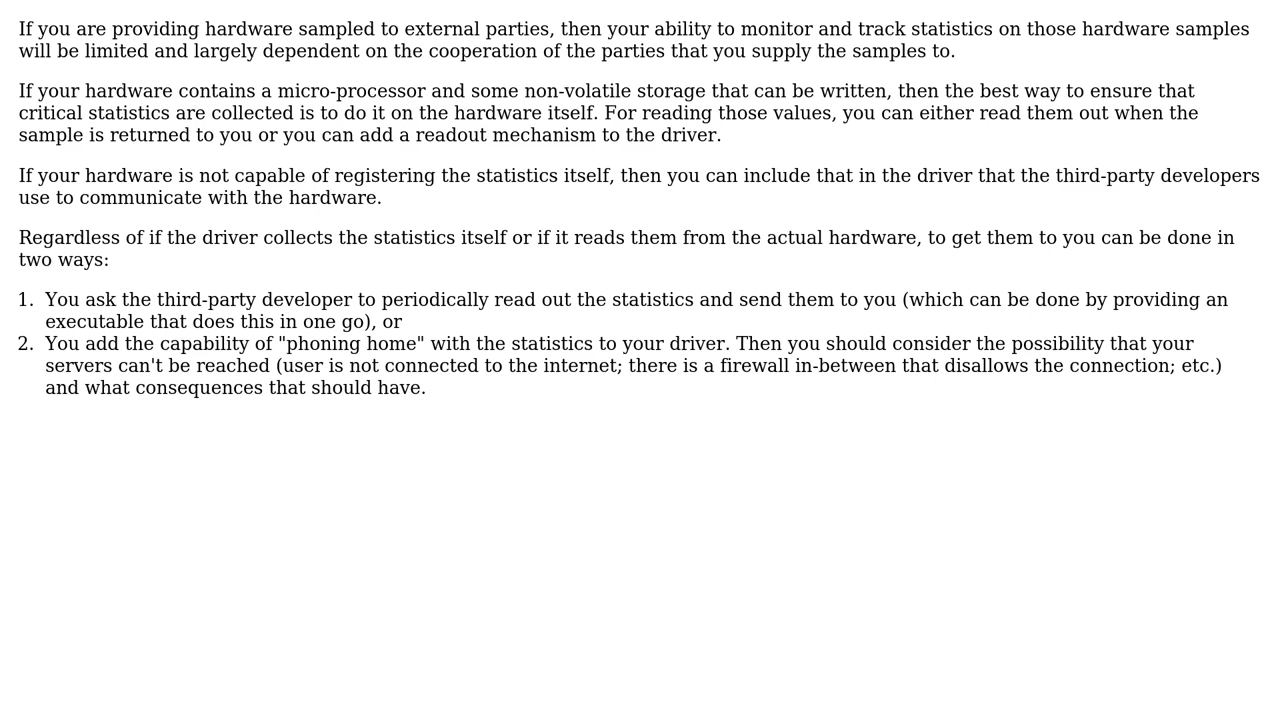 If you are providing hardware sampled to external parties, then your ability to monitor and track statistics on those hardware samples
will be limited and largely dependent on the cooperation of the parties that you supply the samples to.
If your hardware contains a micro-processor and some non-volatile storage that can be written, then the best way to ensure that
critical statistics are collected is to do it on the hardware itself. For reading those values, you can either read them out when the
sample is returned to you or you can add a readout mechanism to the driver.
If your hardware is not capable of registering the statistics itself, then you can include that in the driver that the third-party developers
use to communicate with the hardware.
Regardless of if the driver collects the statistics itself or if it reads them from the actual hardware, to get them to you can be done in
two ways:
1. You ask the third-party developer to periodically read out the statistics and send them to you (which can be done by providing an
executable that does this in one go), or
2. You add the capability of "phoning home" with the statistics to your driver. Then you should consider the possibility that your
servers can't be reached (user is not connected to the internet; there is a firewall in-between that disallows the connection; etc.)
and what consequences that should have.